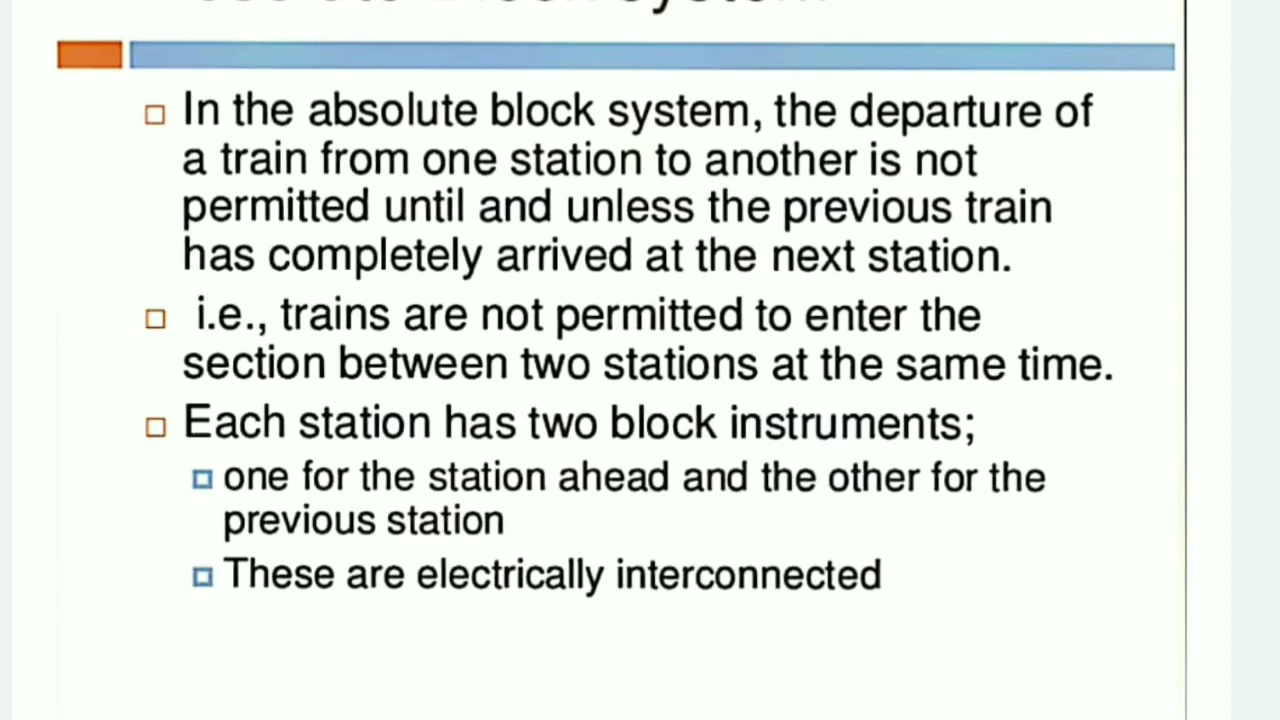 In the absolute block system, the departure of
a train from one station to another is not
permitted until and unless the previous train
has completely arrived at the next station.
i.e., trains are not permitted to enter the
section between two stations at the same time.
Each station has two block instruments;
one for the station ahead and the other for the
previous station
These are electrically interconnected